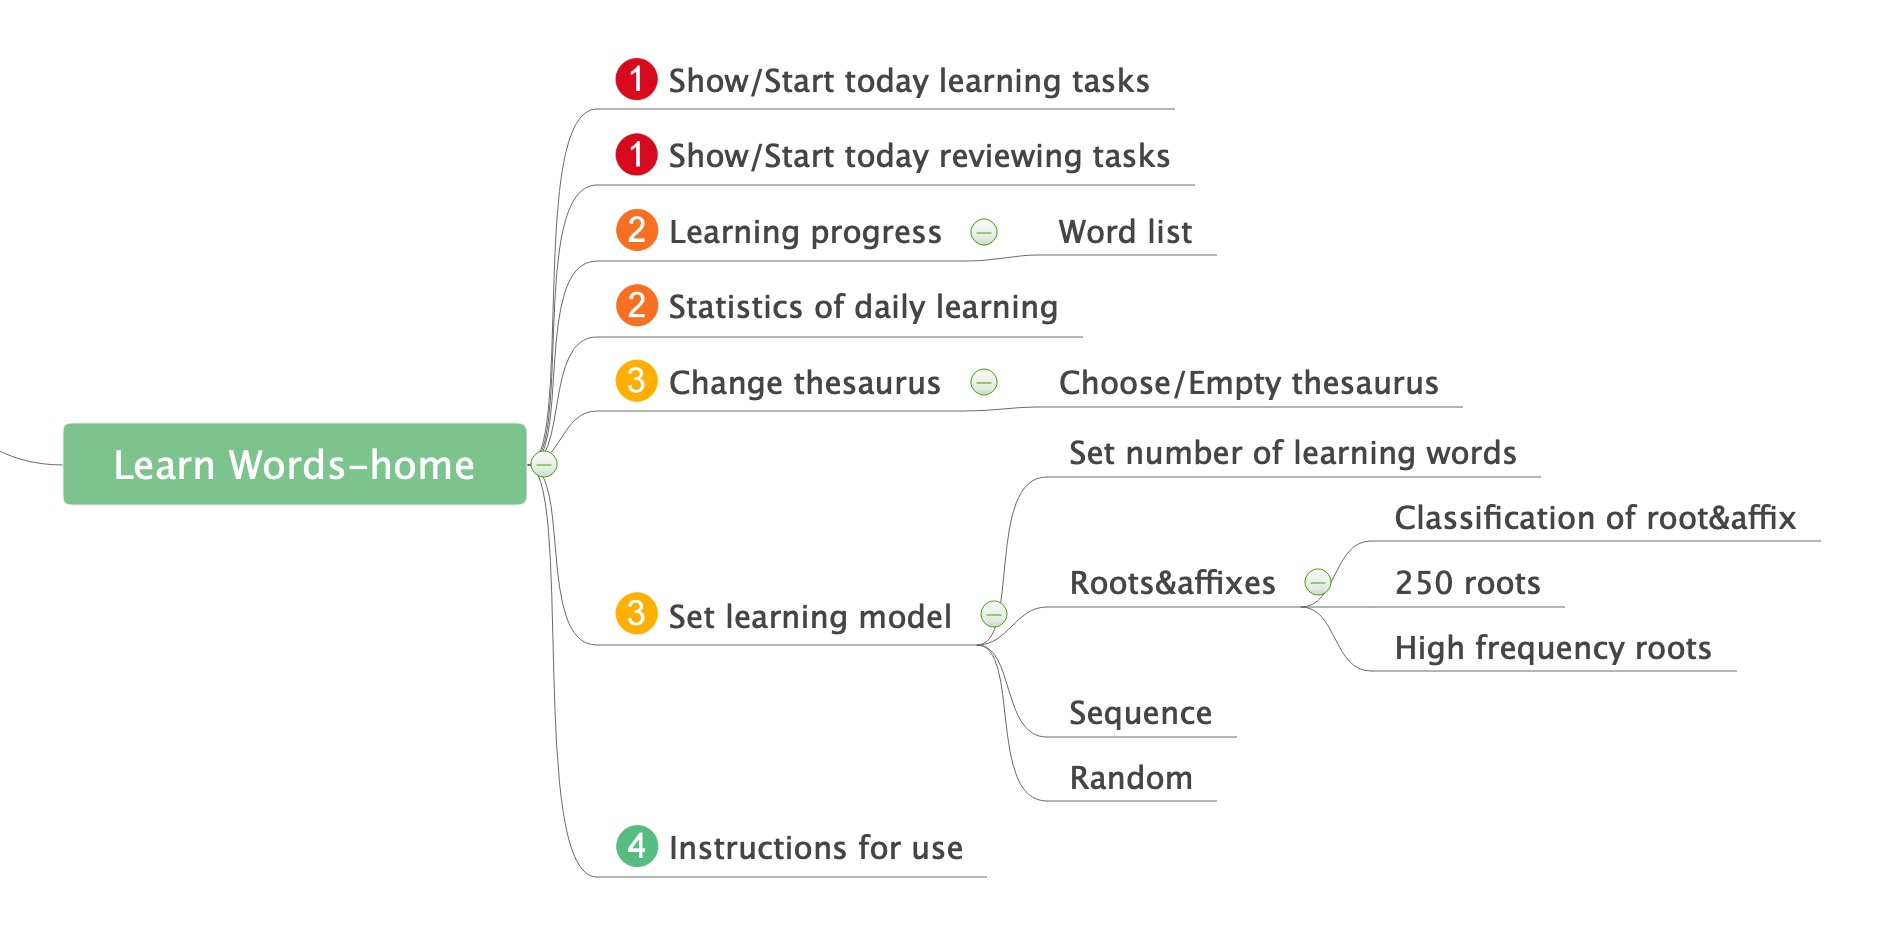 1 Show/Start today learning tasks
1 Show/Start today reviewing tasks
2 Learning progress
Word list
2 Statistics of daily learning
3 Change thesaurus
Choose/Empty thesaurus
Learn Words-home
Set number of learning words
Classification of root&affix
Roots&affixes
250 roots
3 Set learning model
High frequency roots
Sequence
Random
4 Instructions for use